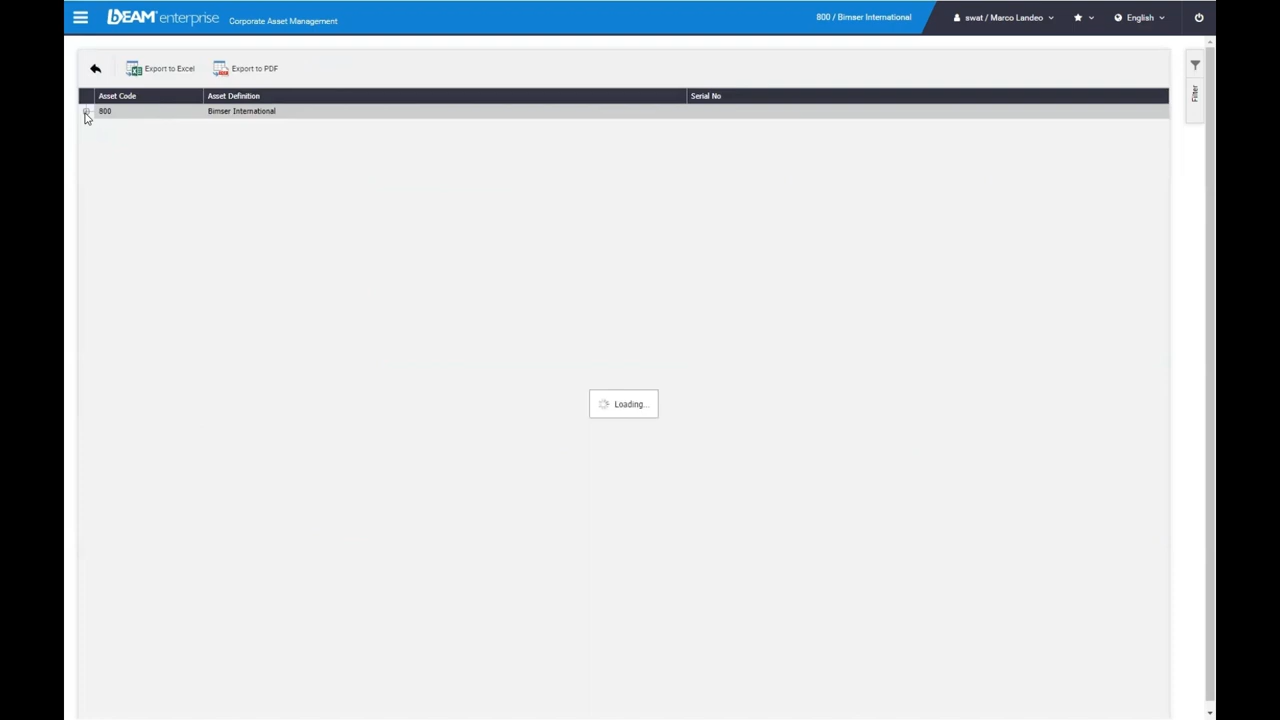 bEAM enterprise Corporate Asset Management 800 / Bimser International swat / Marco Landeo English
Export to Excel Export to PDF
Filter
Asset Code Asset Definition Serial No
800 Bimser International
Loading...